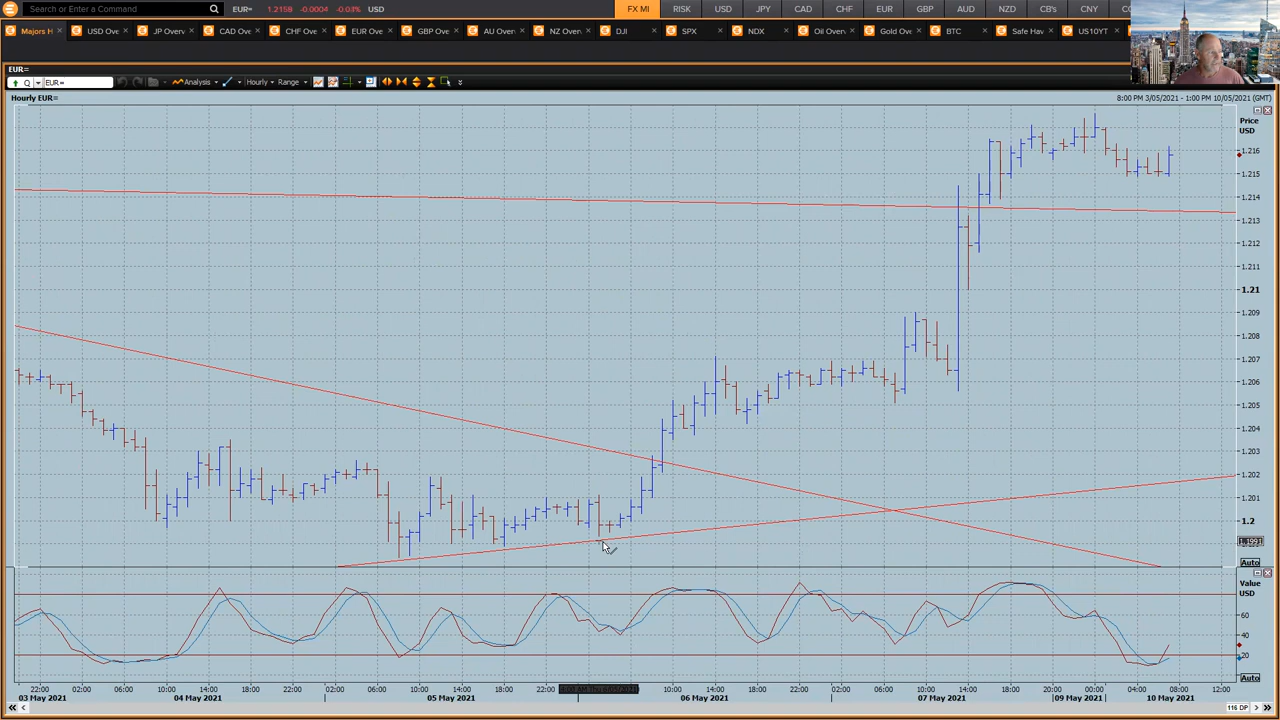 Search or Enter a Command EUR= 1.2158 -0.0004 -0.03% USD FX MI RISK USD JPY CAD CHF EUR GBP AUD NZD CB's CNY
Majors H USD Ove JP Overv CAD Ove CHF Ove EUR Ove GBP Ove AU Overv NZ Over DJI SPX NDX Oil Overv Gold Ove BTC Safe Hav US10YT
EUR=
Q EUR= Analysis Hourly Range
Hourly EUR= 8:00 PM 3/05/2021 - 1:00 PM 10/05/2021 (GMT)
Price
USD
1.216
1.215
1.214
1.213
1.212
1.211
1.21
1.209
1.208
1.207
1.206
1.205
1.204
1.203
1.202
1.201
1.2
1.1991
Auto
Value
USD
60
40
20
Auto
22:00 02:00 06:00 10:00 14:00 18:00 22:00 02:00 06:00 10:00 14:00 18:00 22:00 10:00 14:00 18:00 22:00 02:00 06:00 10:00 14:00 18:00 20:00 00:00 04:00 08:00 12:00
03 May 2021 04 May 2021 05 May 2021 06 May 2021 07 May 2021 09 May 2021 10 May 2021
116 DP